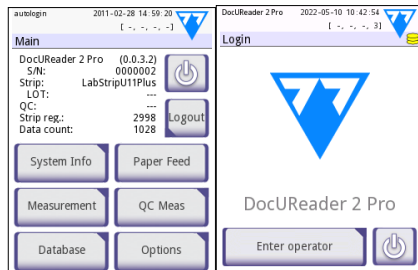 autologin 2011-02-28 14:59:20
[ -, -, -, -]
Main
DocUReader 2 Pro (0.0.3.2)
S/N: 0000002
Strip: LabStripU11Plus
LOT: ---
QC: ---
Strip reg.: 2998
Data count: 1028
Logout
System Info Paper Feed
Measurement QC Meas
Database Options
DocUReader 2 Pro 2022-05-10 10:42:54
[ -, -, -, 3]
Login
DocUReader 2 Pro
Enter operator